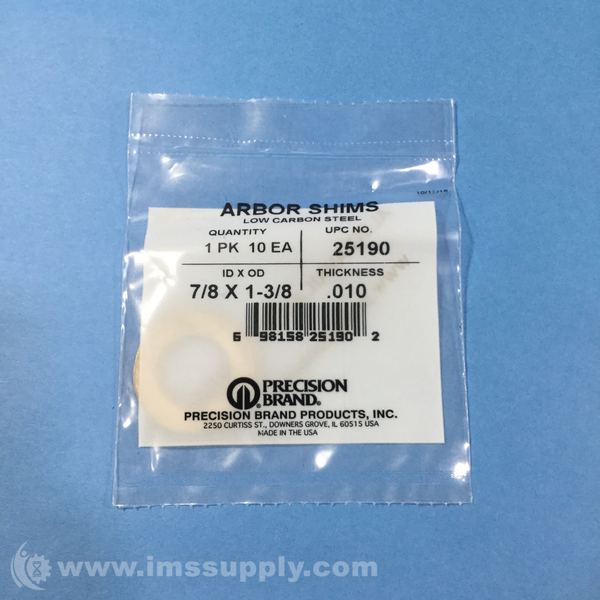 ARBOR SHIMS
LOW CARBON STEEL
QUANTITY UPC NO.
1 PK 10 EA 25190
ID X OD THICKNESS
7/8 X 1-3/8 .010
6 98158 25190 2
PRECISION
BRAND®
PRECISION BRAND PRODUCTS, INC.
2250 CURTISS ST., DOWNERS GROVE, IL 60515 USA
MADE IN THE USA
www.imssupply.com